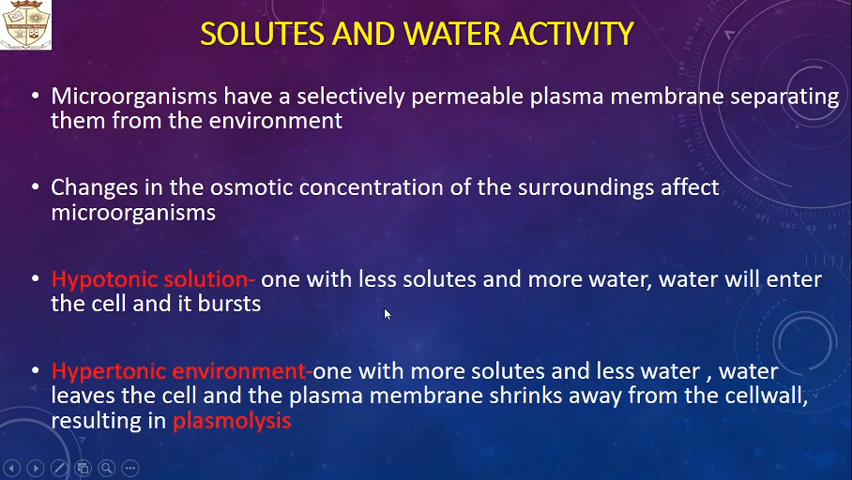 SOLUTES AND WATER ACTIVITY
• Microorganisms have a selectively permeable plasma membrane separating
them from the environment
• Changes in the osmotic concentration of the surroundings affect
microorganisms
• Hypotonic solution- one with less solutes and more water, water will enter
the cell and it bursts
• Hypertonic environment-one with more solutes and less water , water
leaves the cell and the plasma membrane shrinks away from the cellwall,
resulting in plasmolysis